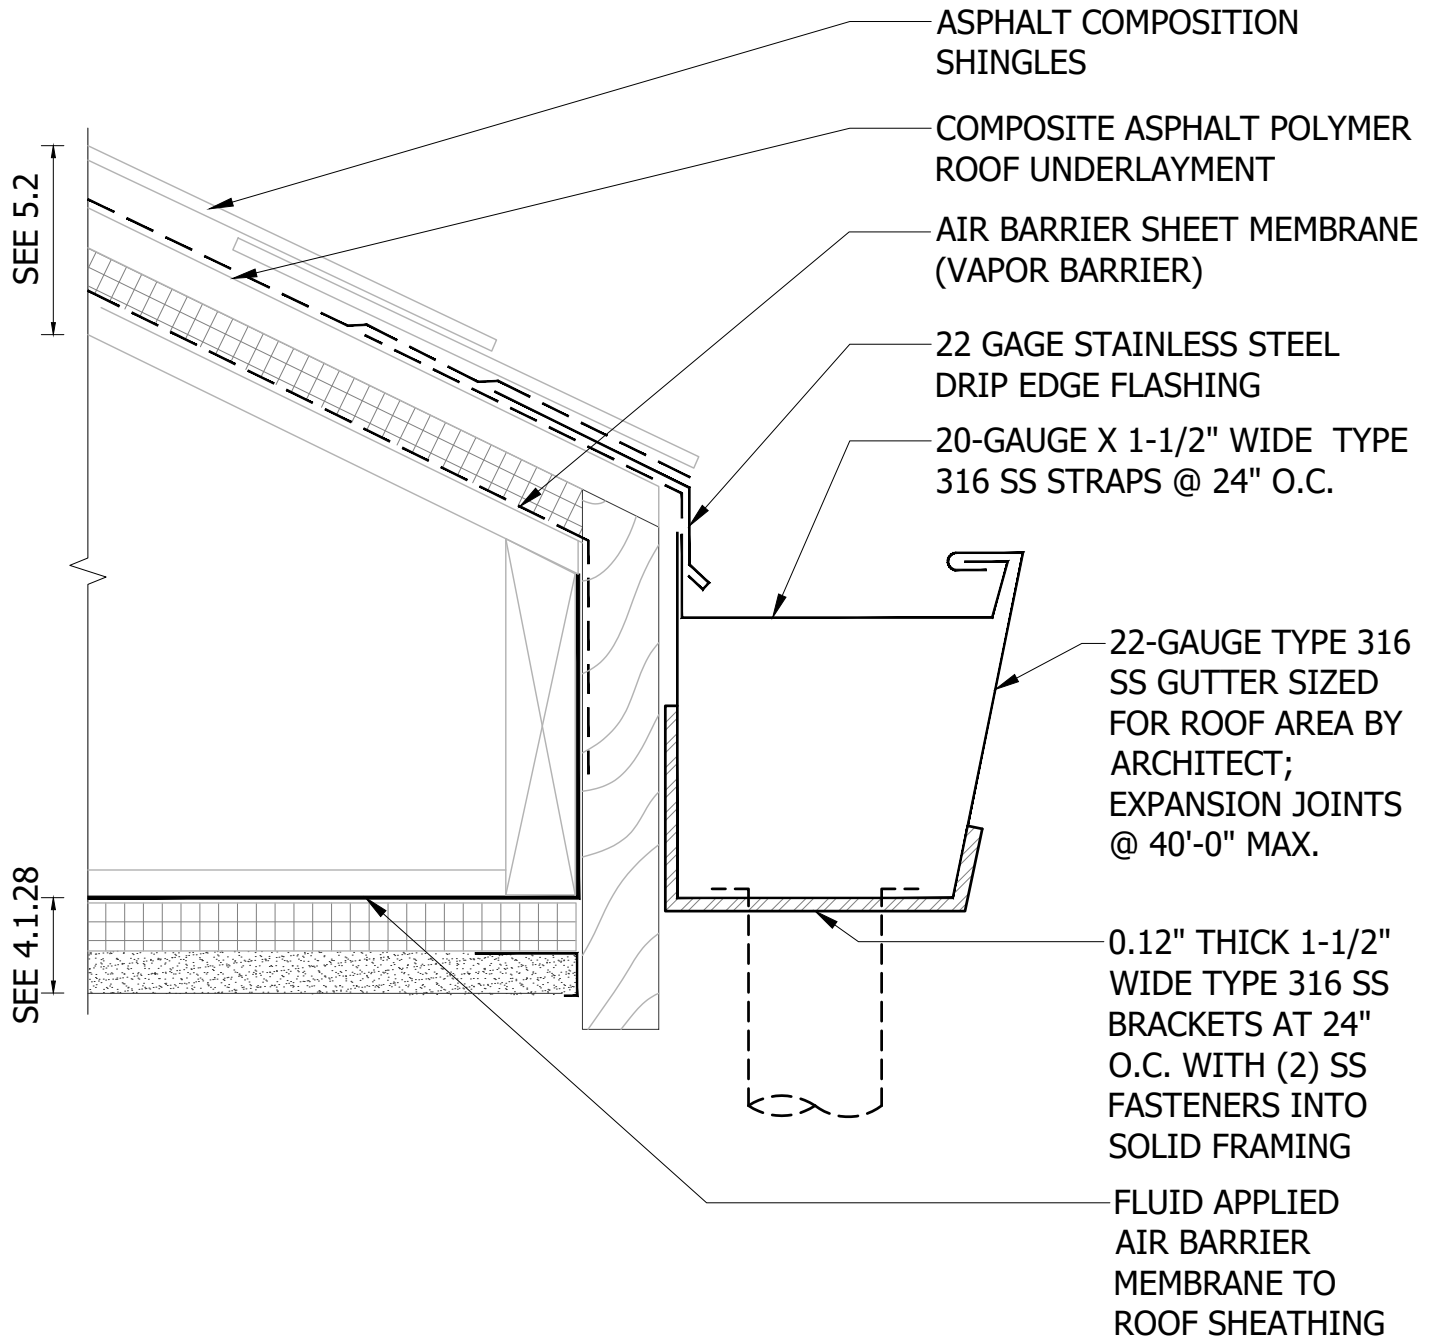 ASPHALT COMPOSITION
SHINGLES
COMPOSITE ASPHALT POLYMER
ROOF UNDERLAYMENT
SEE 5.2
AIR BARRIER SHEET MEMBRANE
(VAPOR BARRIER)
22 GAGE STAINLESS STEEL
DRIP EDGE FLASHING
20-GAUGE X 1-1/2" WIDE TYPE
316 SS STRAPS @ 24" O.C.
22-GAUGE TYPE 316
SS GUTTER SIZED
FOR ROOF AREA BY
ARCHITECT;
EXPANSION JOINTS
@ 40'-0" MAX.
SEE 4.1.28
0.12" THICK 1-1/2"
WIDE TYPE 316 SS
BRACKETS AT 24"
O.C. WITH (2) SS
FASTENERS INTO
SOLID FRAMING
FLUID APPLIED
AIR BARRIER
MEMBRANE TO
ROOF SHEATHING